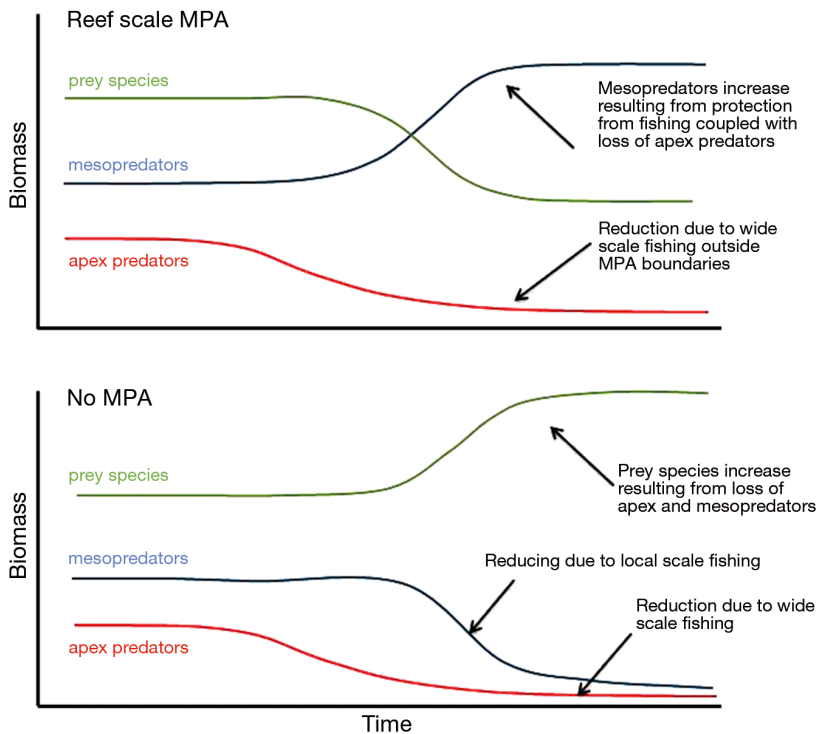 Reef scale MPA
prey species
Mesopredators increase
resulting from protection
from fishing coupled with
loss of apex predators
mesopredators
Biomass
Reduction due to wide
scale fishing outside
MPA boundaries
apex predators
No MPA
prey species
Prey species increase
resulting from loss of
apex and mesopredators
Biomass
mesopredators
Reducing due to local scale fishing
Reduction due to wide
scale fishing
apex predators
Time